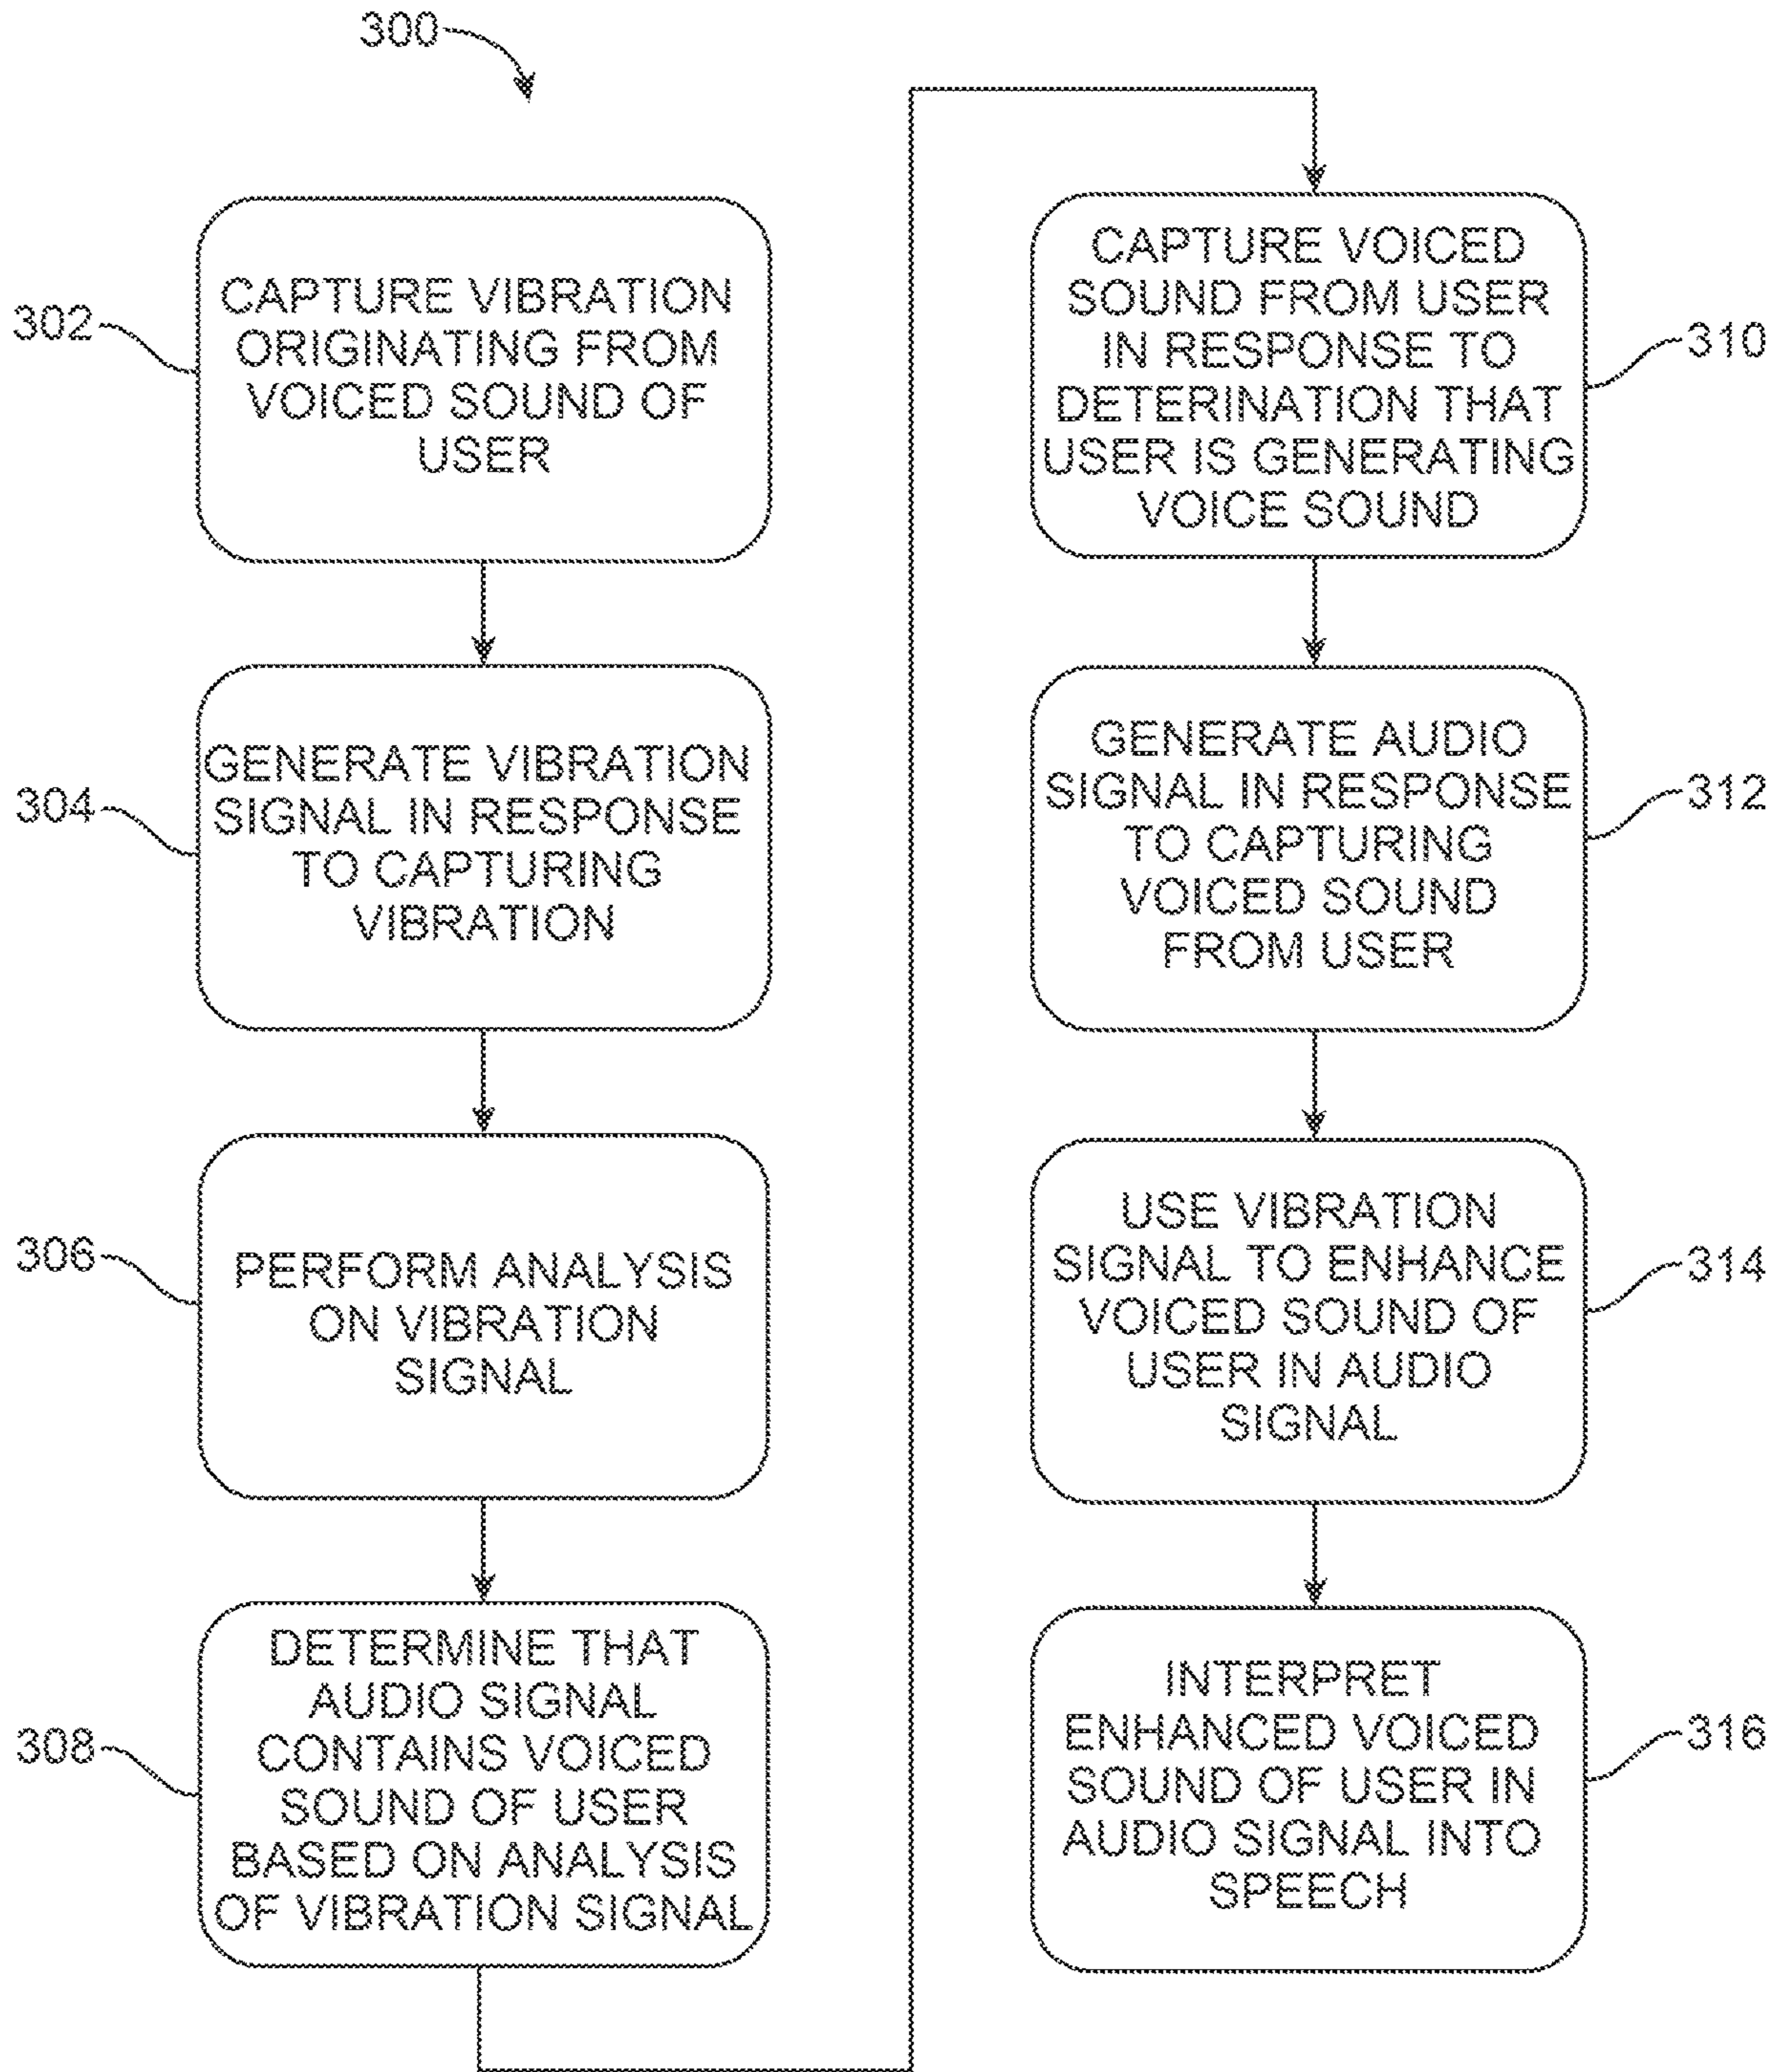 300
302
CAPTURE VIBRATION
ORIGINATING FROM
VOICED SOUND OF
USER
304
GENERATE VIBRATION
SIGNAL IN RESPONSE
TO CAPTURING
VIBRATION
306
PERFORM ANALYSIS
ON VIBRATION
SIGNAL
308
DETERMINE THAT
AUDIO SIGNAL
CONTAINS VOICED
SOUND OF USER
BASED ON ANALYSIS
OF VIBRATION SIGNAL
CAPTURE VOICED
SOUND FROM USER
IN RESPONSE TO
DETERINATION THAT
USER IS GENERATING
VOICE SOUND
310
GENERATE AUDIO
SIGNAL IN RESPONSE
TO CAPTURING
VOICED SOUND
FROM USER
312
USE VIBRATION
SIGNAL TO ENHANCE
VOICED SOUND OF
USER IN AUDIO
SIGNAL
314
INTERPRET
ENHANCED VOICED
SOUND OF USER IN
AUDIO SIGNAL INTO
SPEECH
316